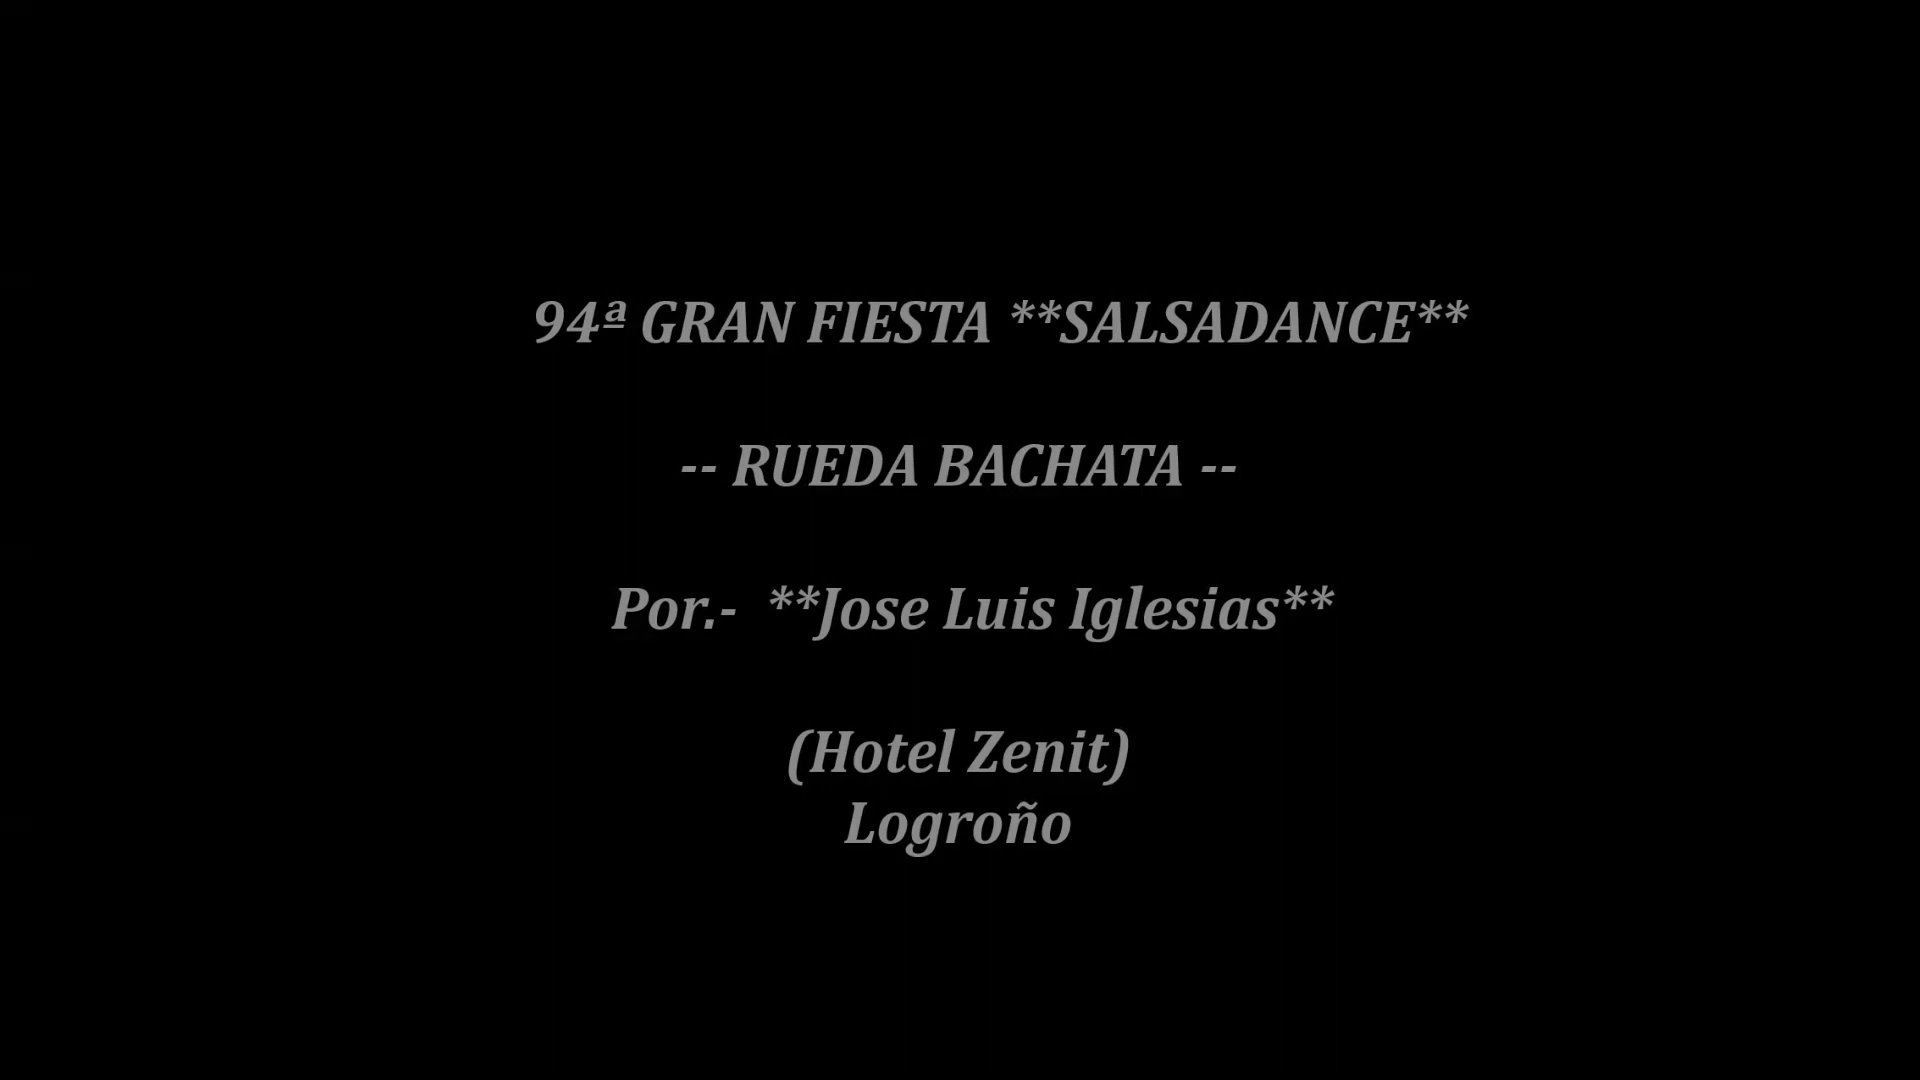 94ª GRAN FIESTA **SALSADANCE**
-- RUEDA BACHATA --
Por.-  **Jose Luis Iglesias**
(Hotel Zenit)
Logroño